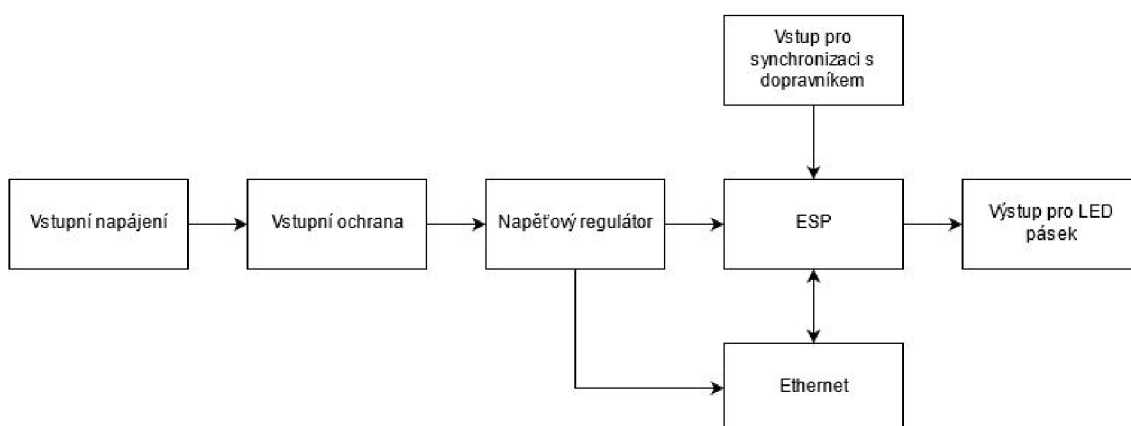 Vstup pro
synchronizaci s
dopravníkem
Vstupní napájení
Vstupní ochrana
Napěťový regulátor
ESP
Výstup pro LED
pásek
Ethernet